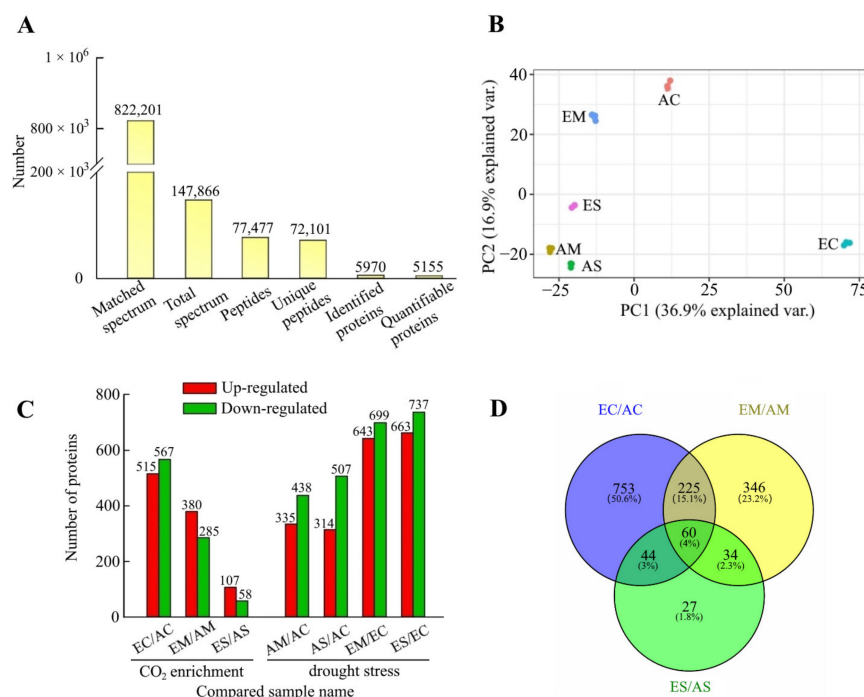 A
1 × 10⁶
822,201
800 × 10³
200 × 10³
147,866
77,477
72,101
5970
5155
0
Number
Matched spectrum
Total spectrum
Peptides
Unique peptides
Identified proteins
Quantifiable proteins
B
40
20
0
−20
PC2 (16.9% explained var.)
AC
EM
ES
AM
AS
EC
−25
0
25
50
75
PC1 (36.9% explained var.)
C
Up-regulated
Down-regulated
800
600
400
200
0
Number of proteins
515
567
380
285
107
58
335
438
314
507
643
699
663
737
EC/AC
EM/AM
ES/AS
AM/AC
AS/AC
EM/EC
ES/EC
CO₂ enrichment
drought stress
Compared sample name
D
EC/AC
EM/AM
753
(50.6%)
225
(15.1%)
346
(23.2%)
60
(4%)
44
(3%)
34
(2.3%)
27
(1.8%)
ES/AS